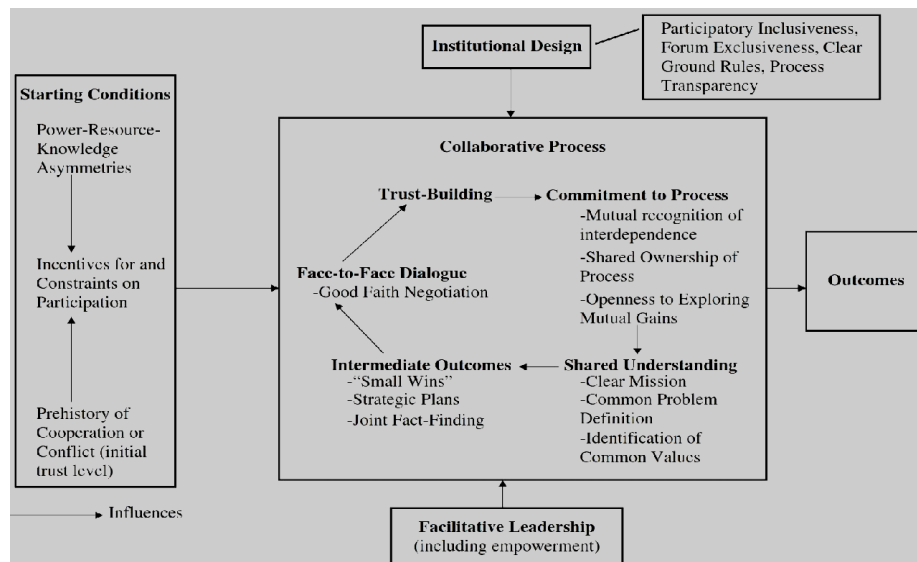 Institutional Design
Participatory Inclusiveness,
Forum Exclusiveness, Clear
Ground Rules, Process
Transparency
Starting Conditions
Power-Resource-
Knowledge
Asymmetries
Incentives for and
Constraints on
Participation
Prehistory of
Cooperation or
Conflict (initial
trust level)
Collaborative Process
Trust-Building
Commitment to Process
-Mutual recognition of
interdependence
-Shared Ownership of
Process
-Openness to Exploring
Mutual Gains
Face-to-Face Dialogue
-Good Faith Negotiation
Intermediate Outcomes
-“Small Wins”
-Strategic Plans
-Joint Fact-Finding
Shared Understanding
-Clear Mission
-Common Problem
Definition
-Identification of
Common Values
Outcomes
Influences
Facilitative Leadership
(including empowerment)